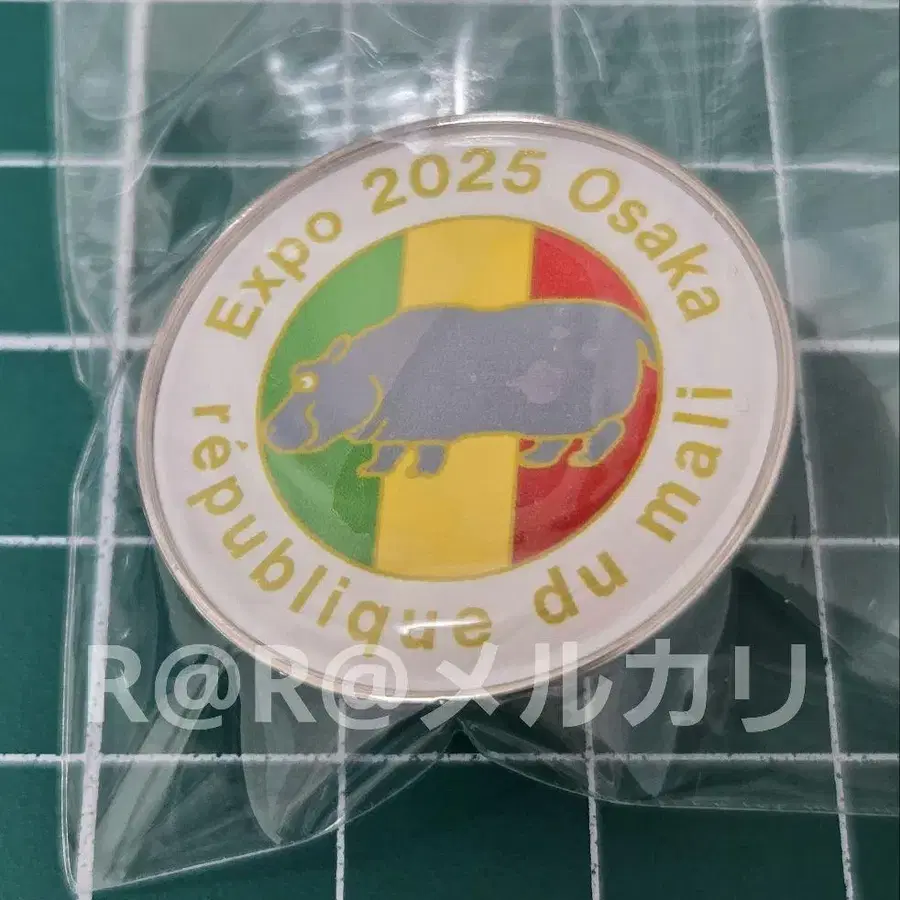 Expo 2025 Osaka
république du mali
R@R@メルカリ